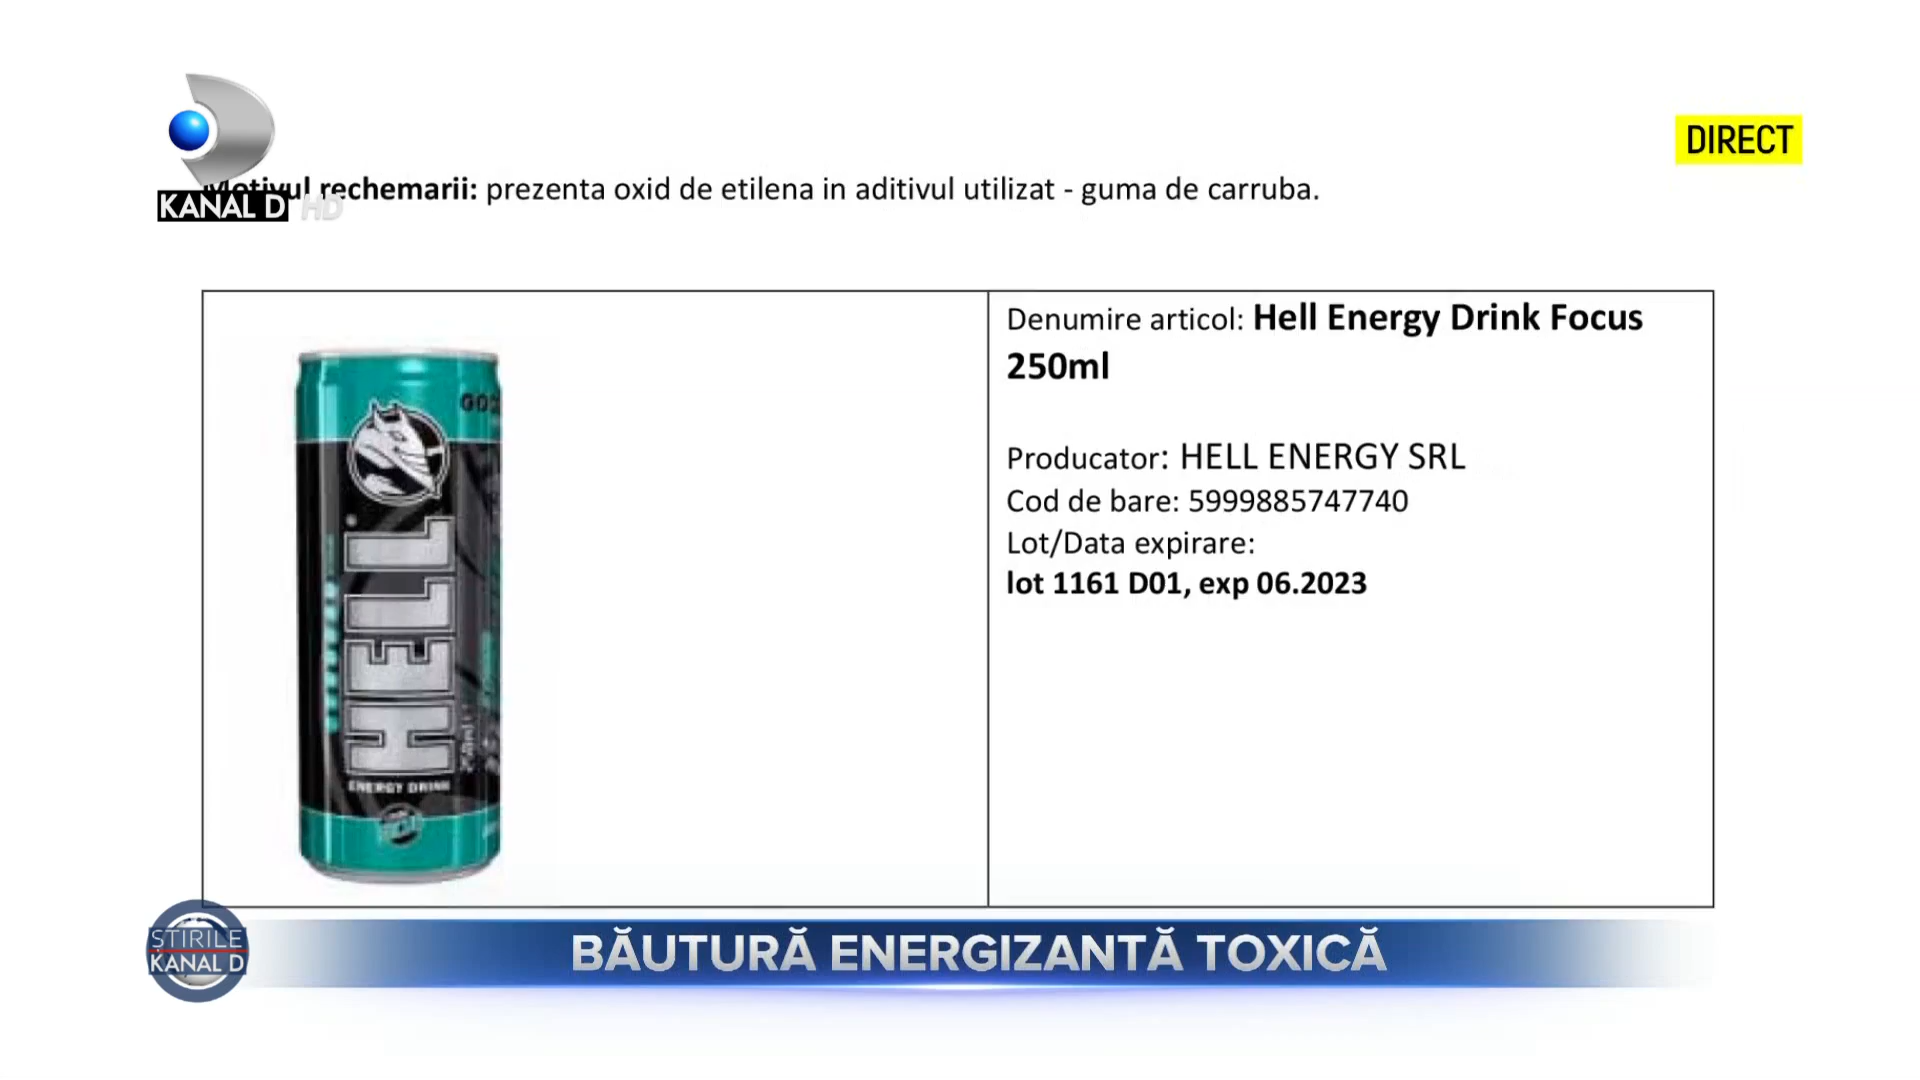 KANAL D HD
DIRECT
Motivul rechemarii: prezenta oxid de etilena in aditivul utilizat - guma de carruba.
HELL
ENERGY DRINK
Denumire articol: Hell Energy Drink Focus
250ml
Producator: HELL ENERGY SRL
Cod de bare: 5999885747740
Lot/Data expirare:
lot 1161 D01, exp 06.2023
ȘTIRILE
KANAL D
BĂUTURĂ ENERGIZANTĂ TOXICĂ